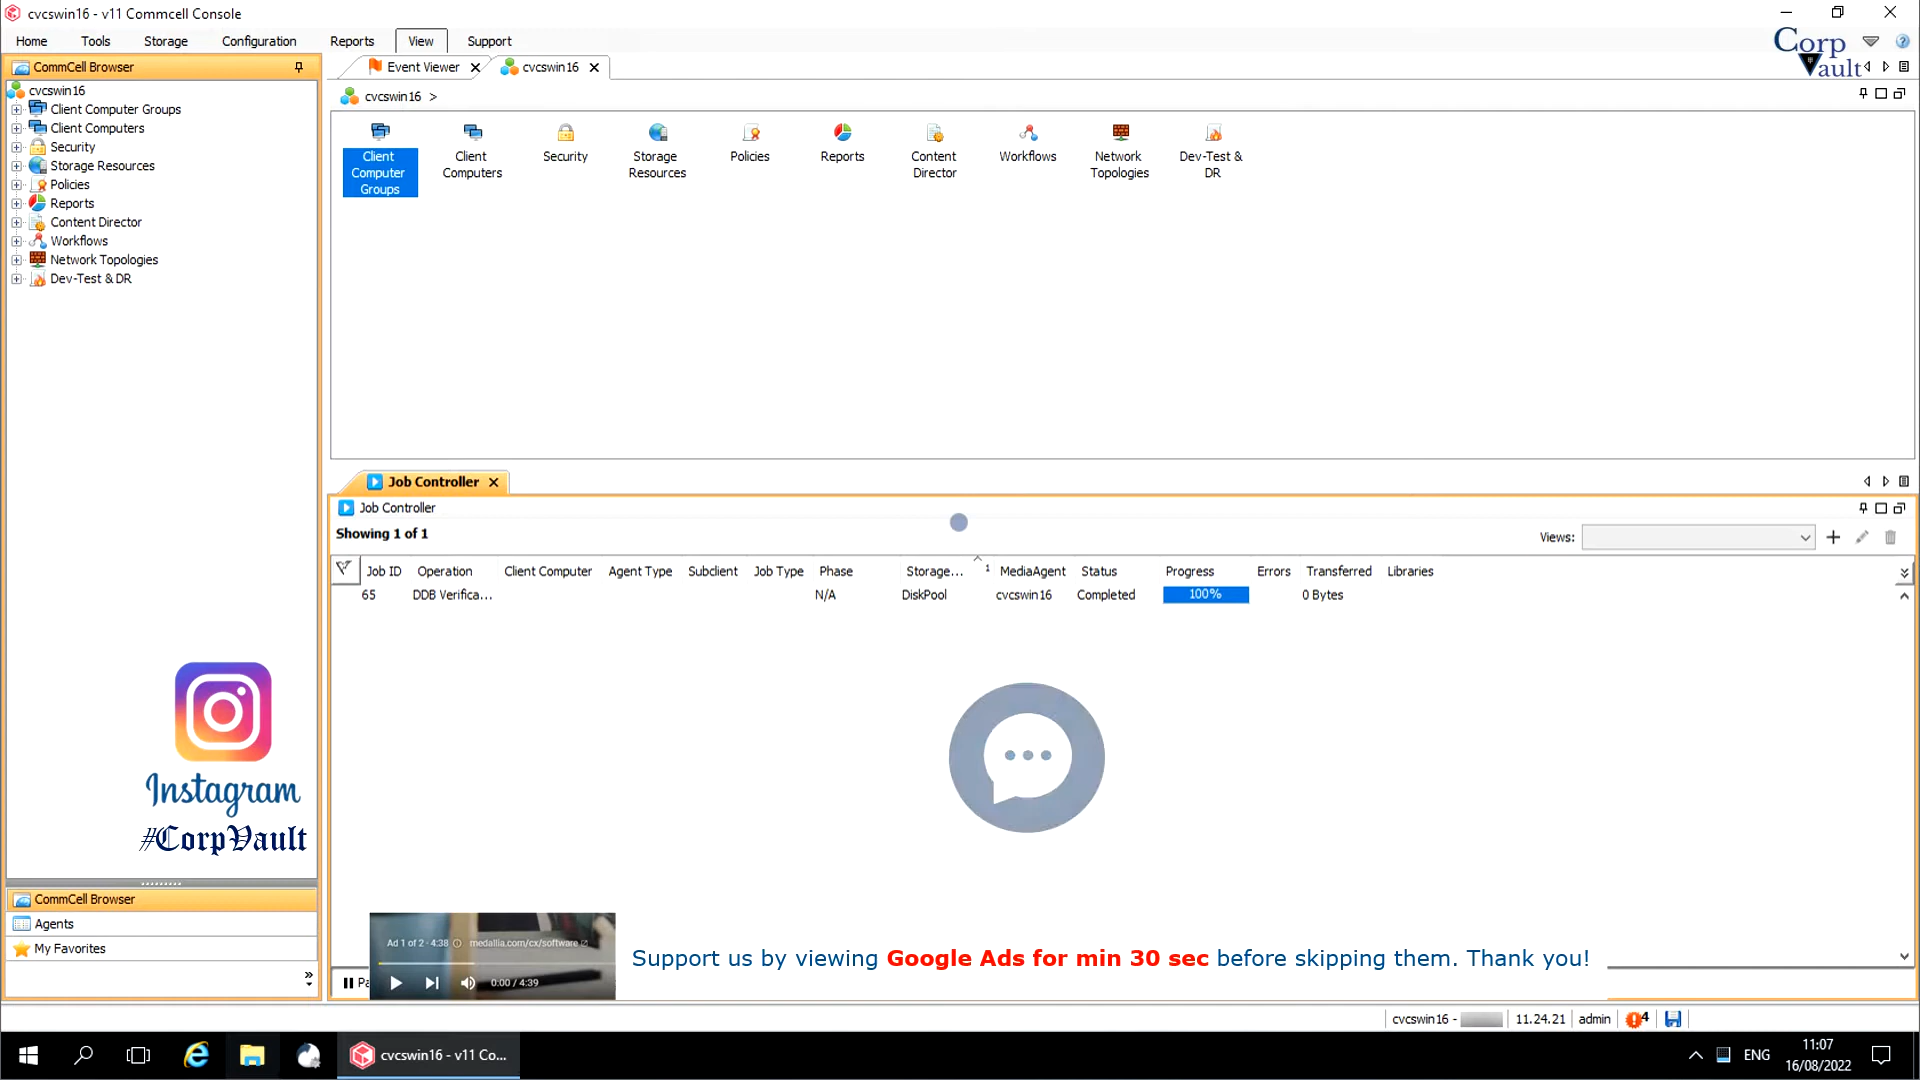 cvcswin16 - v11 Commcell Console
Home Tools Storage Configuration Reports View Support
Corp
Vault
CommCell Browser
Event Viewer
cvcswin16
cvcswin16 >
cvcswin16
Client Computer Groups
Client Computers
Security
Storage Resources
Policies
Reports
Content Director
Workflows
Network Topologies
Dev-Test & DR
Client
Computer
Groups
Client
Computers
Security
Storage
Resources
Policies
Reports
Content
Director
Workflows
Network
Topologies
Dev-Test &
DR
Job Controller
Job Controller
Showing 1 of 1
Views:
Job ID Operation Client Computer Agent Type Subclient Job Type Phase Storage... 1 MediaAgent Status Progress Errors Transferred Libraries
65 DDB Verifica... N/A DiskPool cvcswin16 Completed 100% 0 Bytes
Instagram
#CorpVault
CommCell Browser
Agents
My Favorites
Ad 1 of 2 · 4:38 medallia.com/cx/software
0:00 / 4:39
Support us by viewing Google Ads for min 30 sec before skipping them. Thank you!
cvcswin16 - 11.24.21 admin 4
cvcswin16 - v11 Co...
ENG
11:07
16/08/2022